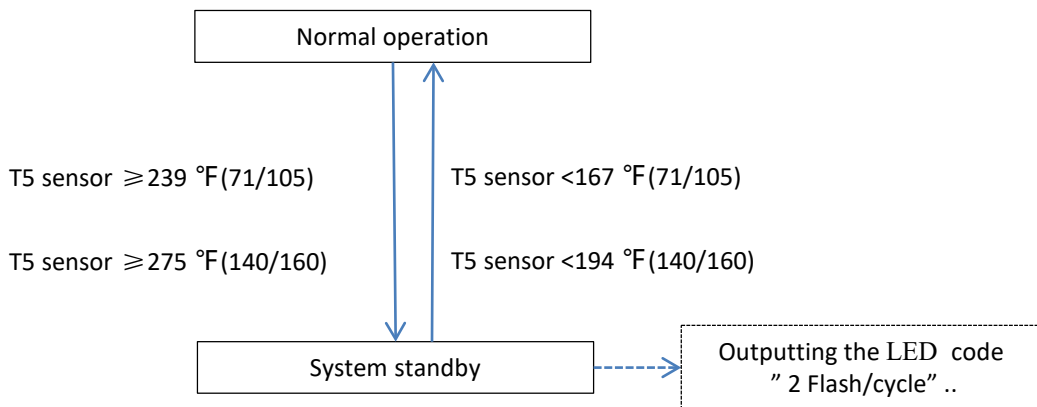 Normal operation
T5 sensor ≥239 ℉(71/105)
T5 sensor <167 ℉(71/105)
T5 sensor ≥275 ℉(140/160)
T5 sensor <194 ℉(140/160)
System standby
Outputting the LED code
” 2 Flash/cycle” ..